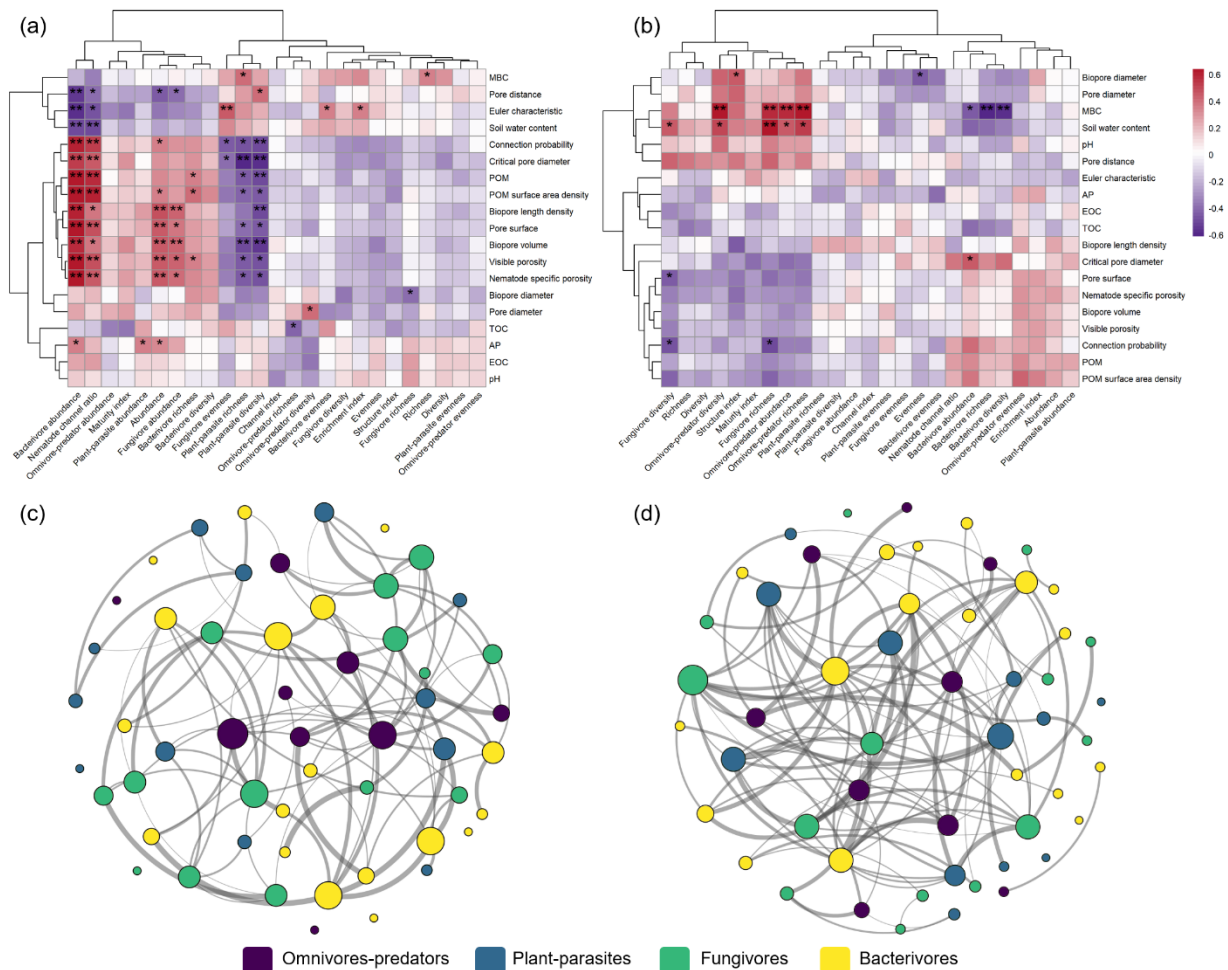 (a)
MBC
Pore distance
Euler characteristic
Soil water content
Connection probability
Critical pore diameter
POM
POM surface area density
Biopore length density
Pore surface
Biopore volume
Visible porosity
Nematode specific porosity
Biopore diameter
Pore diameter
TOC
AP
EOC
pH
Bacterivore abundance
Nematode channel ratio
Omnivore-predator abundance
Maturity index
Plant-parasite abundance
Abundance
Fungivore abundance
Bacterivore richness
Bacterivore diversity
Fungivore evenness
Plant-parasite richness
Plant-parasite diversity
Channel index
Omnivore-predator richness
Omnivore-predator diversity
Bacterivore evenness
Fungivore diversity
Enrichment index
Evenness
Structure index
Fungivore richness
Richness
Diversity
Plant-parasite evenness
Omnivore-predator evenness
(b)
Biopore diameter
Pore diameter
MBC
Soil water content
pH
Pore distance
Euler characteristic
AP
EOC
TOC
Biopore length density
Critical pore diameter
Pore surface
Nematode specific porosity
Biopore volume
Visible porosity
Connection probability
POM
POM surface area density
0.6
0.4
0.2
0
-0.2
-0.4
-0.6
Fungivore diversity
Richness
Diversity
Omnivore-predator diversity
Structure index
Maturity index
Fungivore richness
Omnivore-predator abundance
Omnivore-predator richness
Plant-parasite richness
Plant-parasite diversity
Fungivore abundance
Channel index
Plant-parasite evenness
Fungivore evenness
Evenness
Bacterivore evenness
Nematode channel ratio
Bacterivore abundance
Bacterivore richness
Bacterivore diversity
Omnivore-predator evenness
Enrichment index
Abundance
Plant-parasite abundance
(c)
(d)
Omnivores-predators
Plant-parasites
Fungivores
Bacterivores